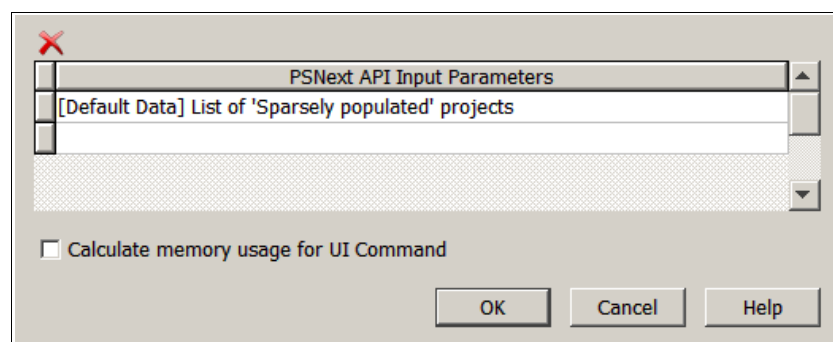 PSNext API Input Parameters
[Default Data] List of 'Sparsely populated' projects
Calculate memory usage for UI Command
OK Cancel Help